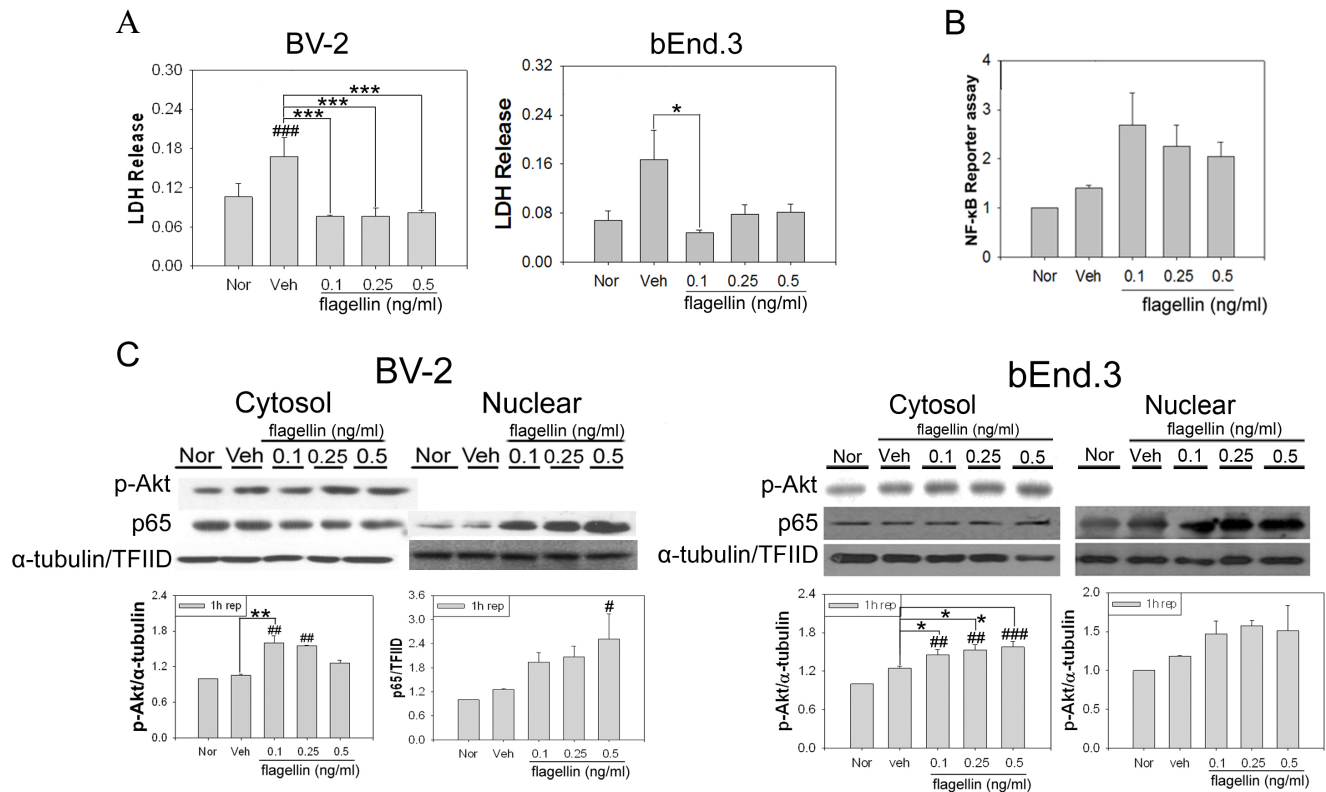 A
BV-2
LDH Release
0.30
0.24
0.18
0.12
0.06
0.00
***
***
***
###
Nor Veh 0.1 0.25 0.5
flagellin (ng/ml)
bEnd.3
LDH Release
0.32
0.24
0.16
0.08
0.00
*
Nor Veh 0.1 0.25 0.5
flagellin (ng/ml)
B
NF-κB Reporter assay
4
3
2
1
0
Nor Veh 0.1 0.25 0.5
flagellin (ng/ml)
C
BV-2
Cytosol
flagellin (ng/ml)
Nor Veh 0.1 0.25 0.5
Nuclear
flagellin (ng/ml)
Nor Veh 0.1 0.25 0.5
p-Akt
p65
α-tubulin/TFIID
p-Akt/α-tubulin
2.4
1.8
1.2
0.6
0.0
1h rep
**
##
##
Nor Veh 0.1 0.25 0.5
flagellin (ng/ml)
p65/TFIID
3.6
3.0
2.4
1.8
1.2
0.6
0.0
1h rep
#
Nor Veh 0.1 0.25 0.5
flagellin (ng/ml)
bEnd.3
Cytosol
flagellin (ng/ml)
Nor Veh 0.1 0.25 0.5
Nuclear
flagellin (ng/ml)
Nor Veh 0.1 0.25 0.5
p-Akt
p65
α-tubulin/TFIID
p-Akt/α-tubulin
2.4
1.8
1.2
0.6
0.0
1h rep
*
*
*
##
##
###
Nor veh 0.1 0.25 0.5
flagellin (ng/ml)
p-Akt/α-tubulin
2.0
1.5
1.0
0.5
0.0
1h rep
Nor veh 0.1 0.25 0.5
flagellin (ng/ml)